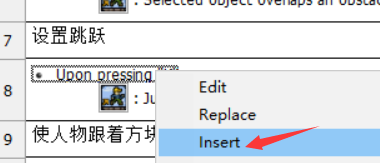 : Selected object overlaps an obsta
7 设置跳跃
• Upon pressing
Edit
8 : Ju
Replace
Insert
9 使人物跟着方块